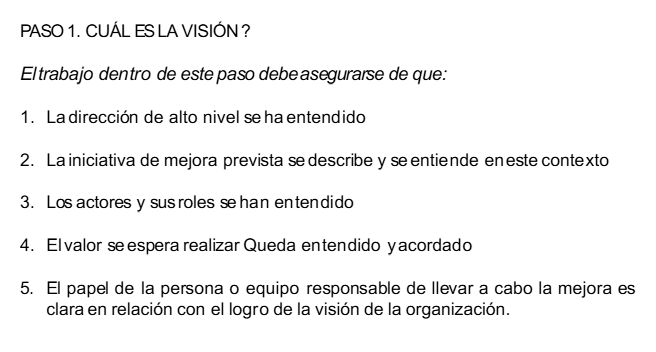 PASO 1. CUÁL ES LA VISIÓN ?
El trabajo dentro de este paso debe asegurarse de que:
1. La dirección de alto nivel se ha entendido
2. La iniciativa de mejora prevista se describe y se entiende en este contexto
3. Los actores y sus roles se han entendido
4. El valor se espera realizar Queda entendido y acordado
5. El papel de la persona o equipo responsable de llevar a cabo la mejora es
clara en relación con el logro de la visión de la organización.